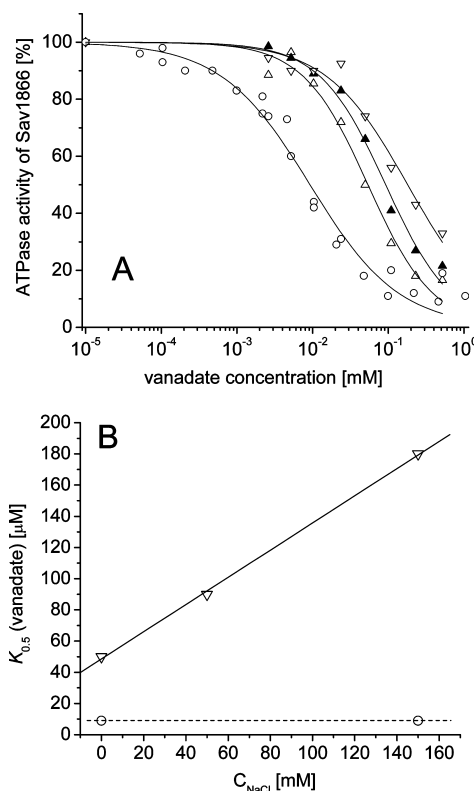 100
80
60
40
20
0
ATPase activity of Sav1866 [%]
A
10⁻⁵ 10⁻⁴ 10⁻³ 10⁻² 10⁻¹ 10⁰
vanadate concentration [mM]
B
200
180
160
140
120
100
80
60
40
20
0
K₀.₅ (vanadate) [µM]
0 20 40 60 80 100 120 140 160
C_NaCl [mM]